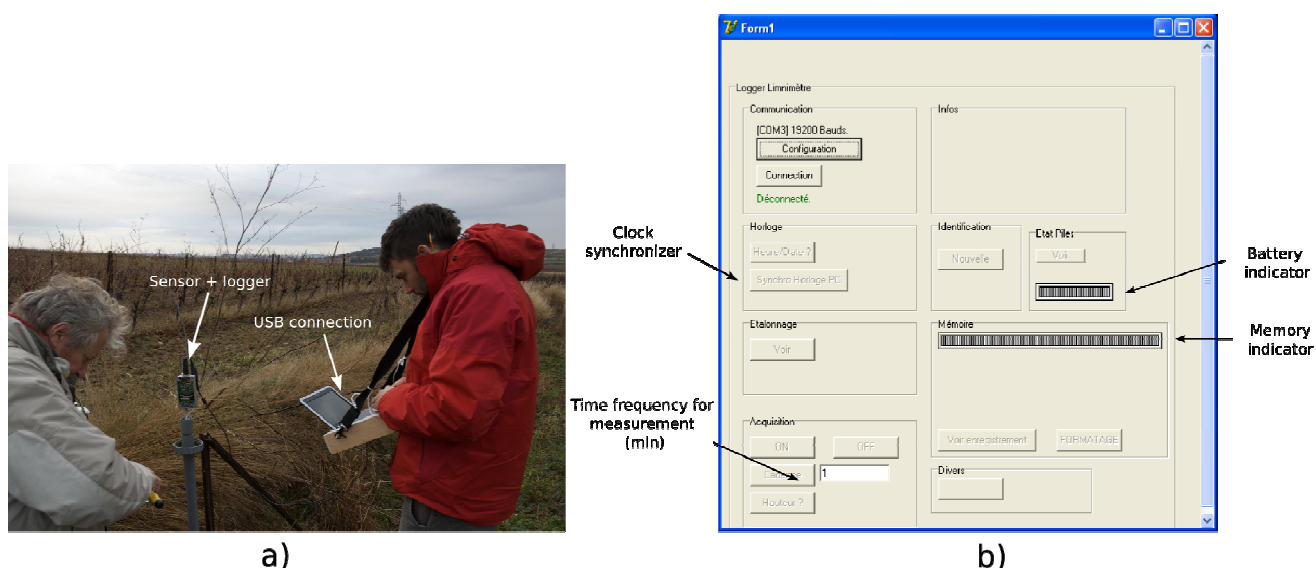 Sensor + logger
USB connection
a)
Form1
Logger Limnimètre
Communication
[COM3] 19200 Bauds.
Configuration
Connection
Déconnecté.
Infos
Clock
synchronizer
Horloge
Heure/Date ?
Synchro Horloge PC
Identification
Nouvelle
Etat Piles
Voir
Battery
indicator
Etalonnage
Voir
Mémoire
Memory
indicator
Voir enregistrement
FORMATAGE
Time frequency for
measurement
(min)
Acquisition
ON
OFF
Cadence
1
Hauteur ?
Divers
b)